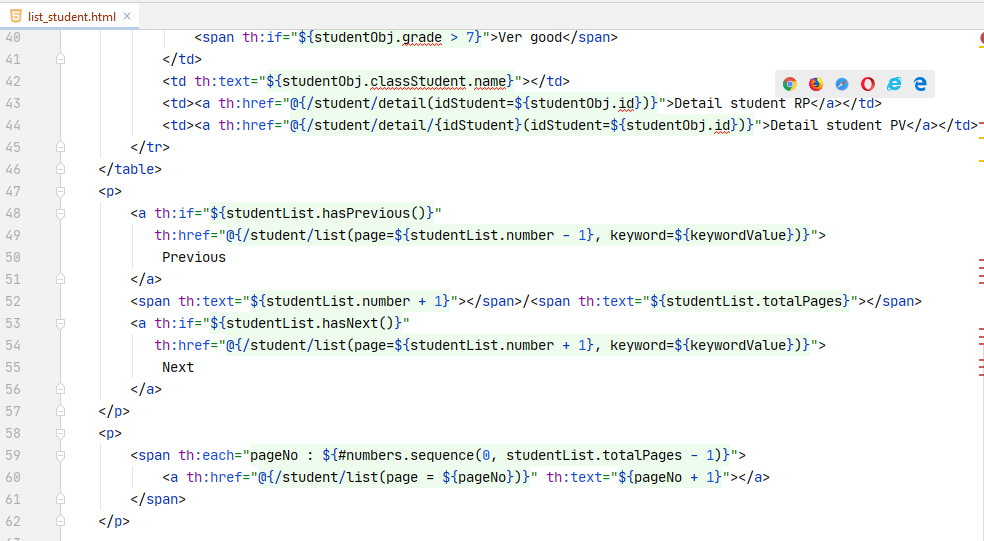 list_student.html ×
40 <span th:if="${studentObj.grade > 7}">Ver good</span>
41 </td>
42 <td th:text="${studentObj.classStudent.name}"></td>
43 <td><a th:href="@{/student/detail(idStudent=${studentObj.id})}">Detail student RP</a></td>
44 <td><a th:href="@{/student/detail/{idStudent}(idStudent=${studentObj.id})}">Detail student PV</a></td>
45 </tr>
46 </table>
47 <p>
48 <a th:if="${studentList.hasPrevious()}"
49 th:href="@{/student/list(page=${studentList.number - 1}, keyword=${keywordValue})}">
50 Previous
51 </a>
52 <span th:text="${studentList.number + 1}"></span>/<span th:text="${studentList.totalPages}"></span>
53 <a th:if="${studentList.hasNext()}"
54 th:href="@{/student/list(page=${studentList.number + 1}, keyword=${keywordValue})}">
55 Next
56 </a>
57 </p>
58 <p>
59 <span th:each="pageNo : ${#numbers.sequence(0, studentList.totalPages - 1)}">
60 <a th:href="@{/student/list(page = ${pageNo})}" th:text="${pageNo + 1}"></a>
61 </span>
62 </p>